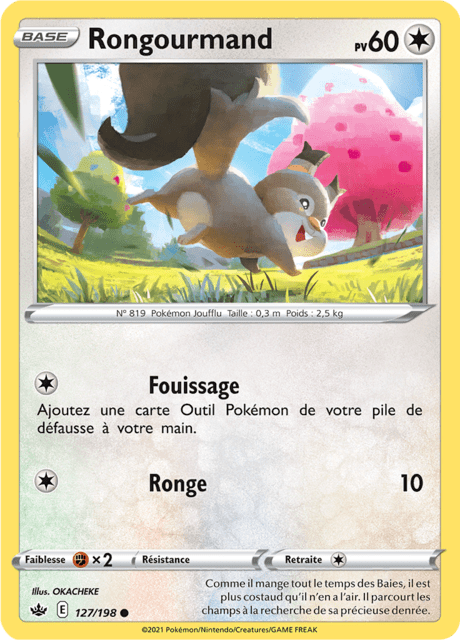 BASE Rongourmand PV60
N° 819 Pokémon Joufflu Taille : 0,3 m Poids : 2,5 kg
Fouissage
Ajoutez une carte Outil Pokémon de votre pile de
défausse à votre main.
Ronge 10
Faiblesse ×2 Résistance Retraite
Illus. OKACHEKE
Comme il mange tout le temps des Baies, il est
plus costaud qu'il n'en a l'air. Il parcourt les
champs à la recherche de sa précieuse denrée.
E 127/198
©2021 Pokémon/Nintendo/Creatures/GAME FREAK